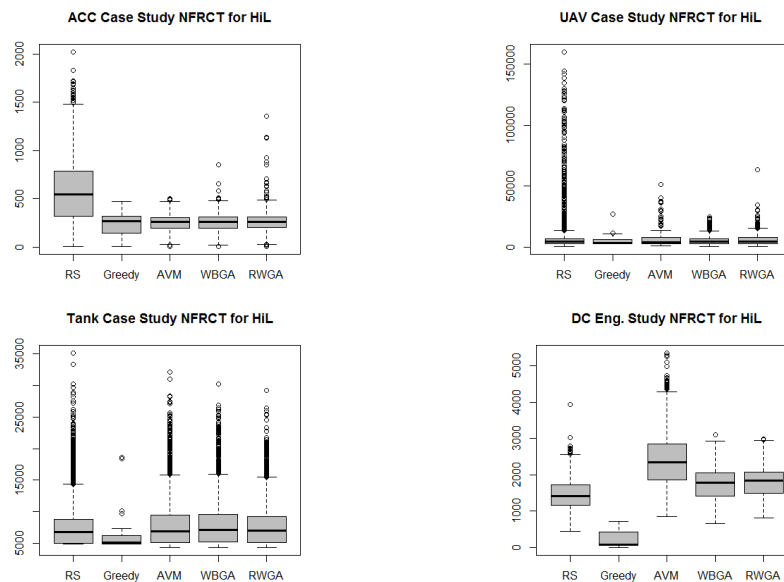 ACC Case Study NFRCT for HiL
2000
1500
1000
500
0
RS Greedy AVM WBGA RWGA
UAV Case Study NFRCT for HiL
150000
100000
50000
0
RS Greedy AVM WBGA RWGA
Tank Case Study NFRCT for HiL
35000
25000
15000
5000
RS Greedy AVM WBGA RWGA
DC Eng. Study NFRCT for HiL
5000
4000
3000
2000
1000
0
RS Greedy AVM WBGA RWGA